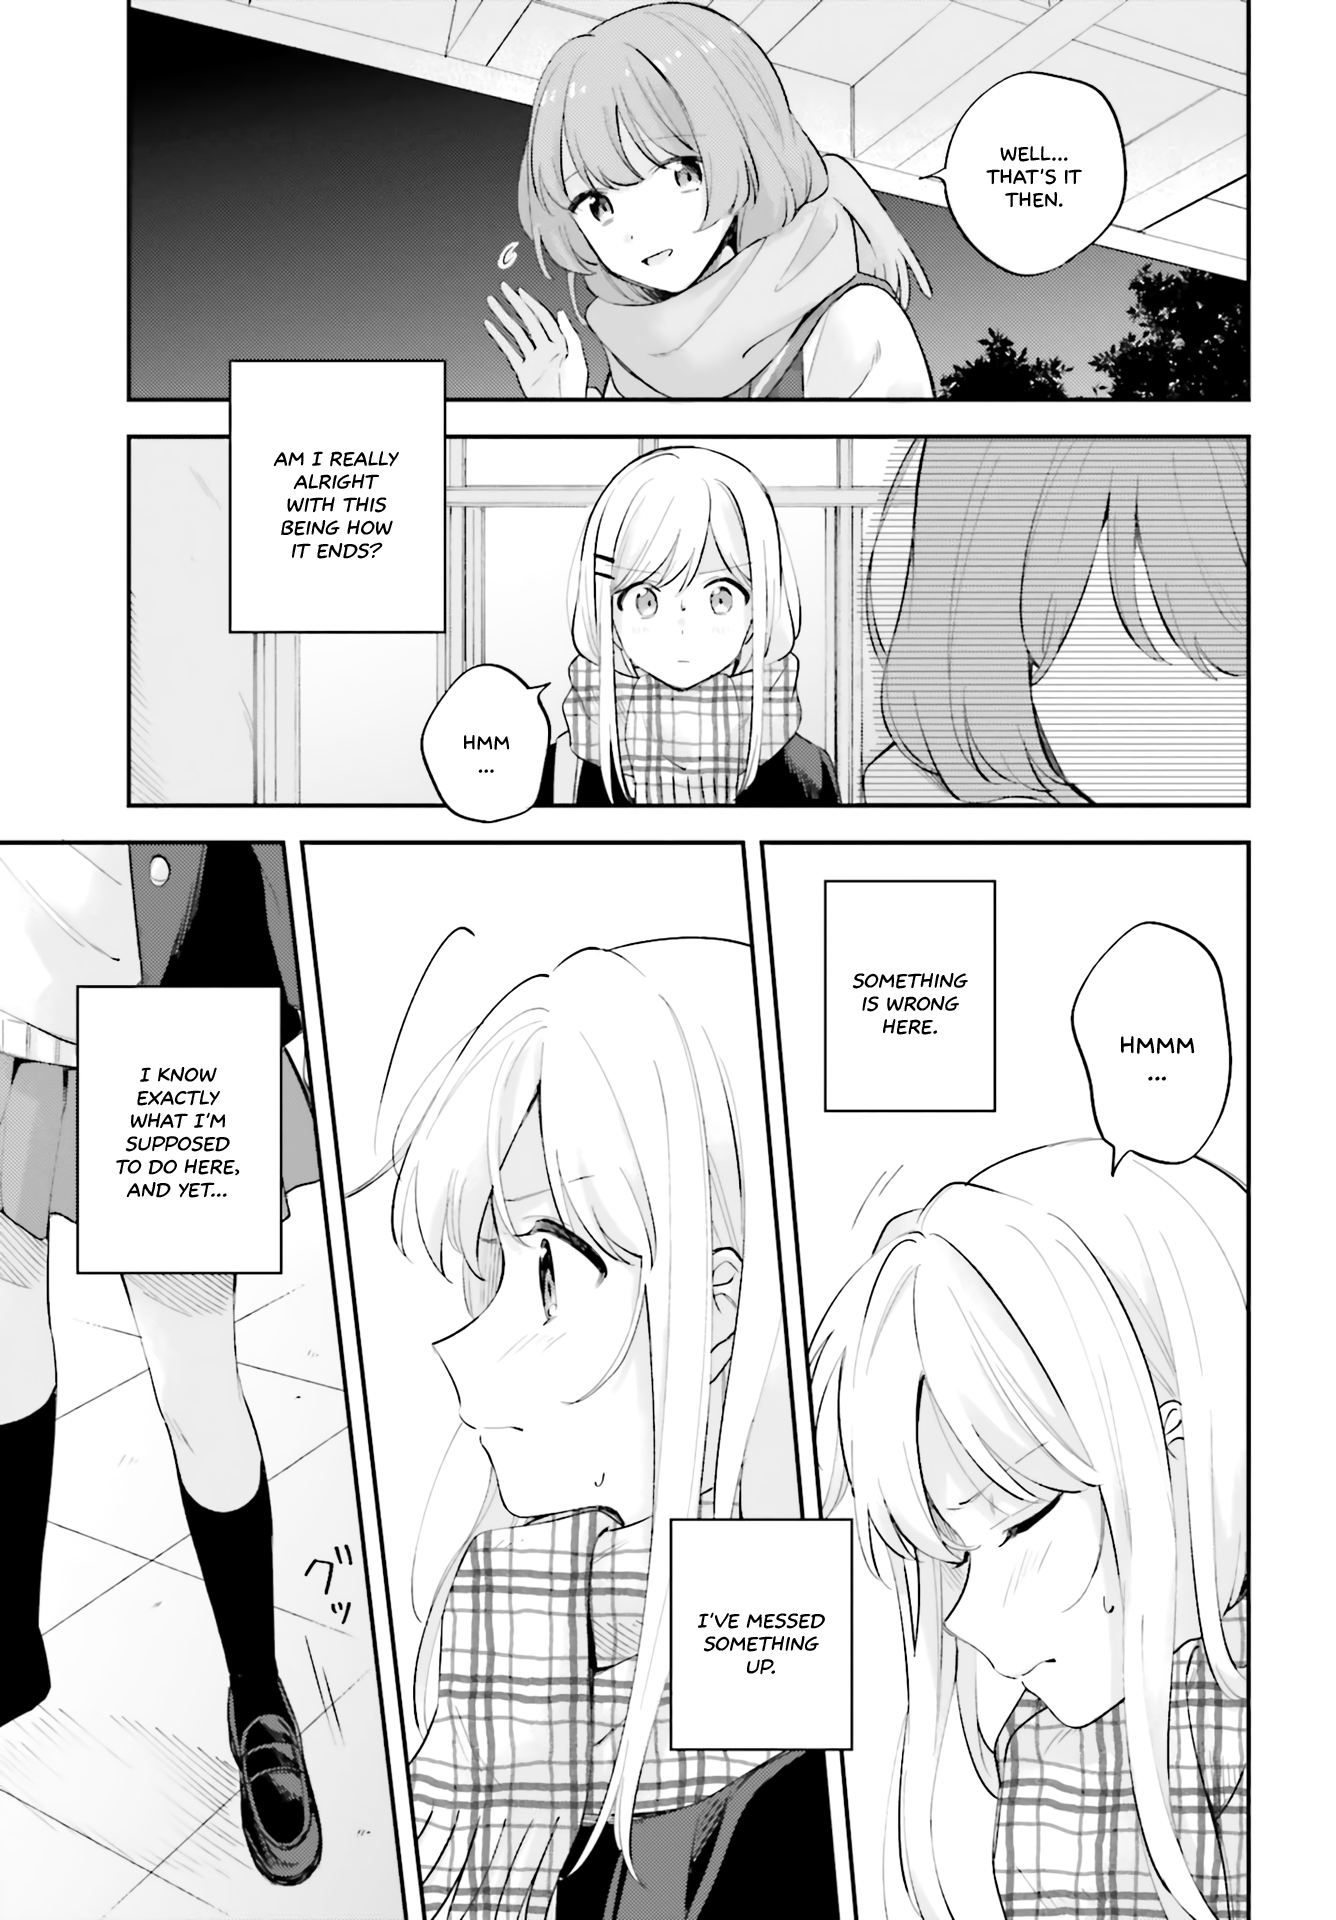 WELL...
THAT'S IT
THEN.
AM I REALLY
ALRIGHT
WITH THIS
BEING HOW
IT ENDS?
HMM
...
HMMM
...
SOMETHING
IS WRONG
HERE.
I'VE MESSED
SOMETHING
UP.
I KNOW
EXACTLY
WHAT I'M
SUPPOSED
TO DO HERE,
AND YET...
グッ